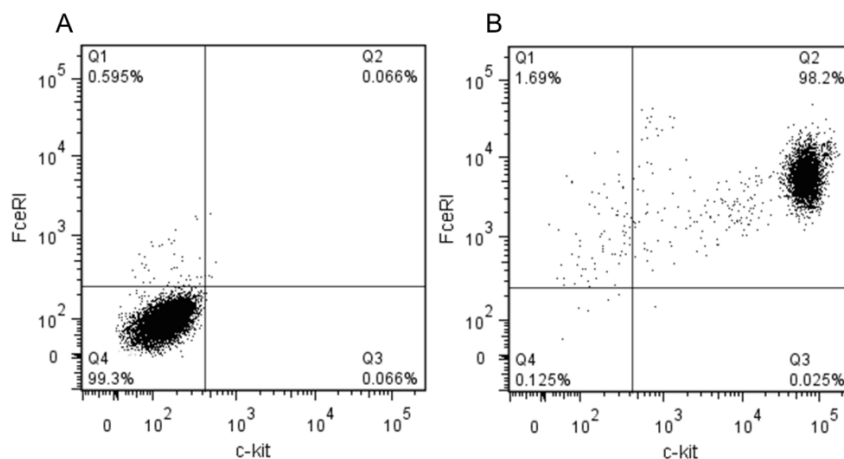 A
Q1
0.595%
Q2
0.066%
10^5
10^4
10^3
10^2
0
FceRI
Q4
99.3%
Q3
0.066%
0 10^2 10^3 10^4 10^5
c-kit
B
Q1
1.69%
Q2
98.2%
10^5
10^4
10^3
10^2
0
FceRI
Q4
0.125%
Q3
0.025%
0 10^2 10^3 10^4 10^5
c-kit